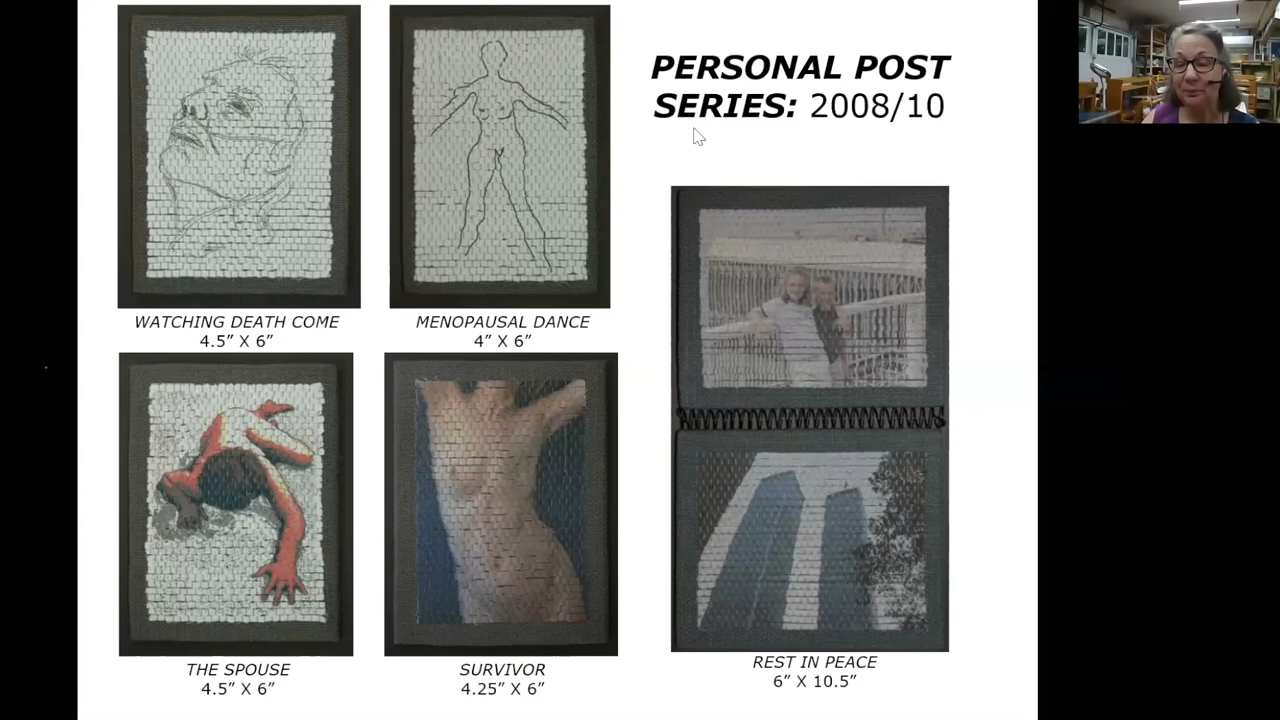 PERSONAL POST
SERIES: 2008/10
WATCHING DEATH COME
4.5” X 6”
MENOPAUSAL DANCE
4” X 6”
THE SPOUSE
4.5” X 6”
SURVIVOR
4.25” X 6”
REST IN PEACE
6” X 10.5”